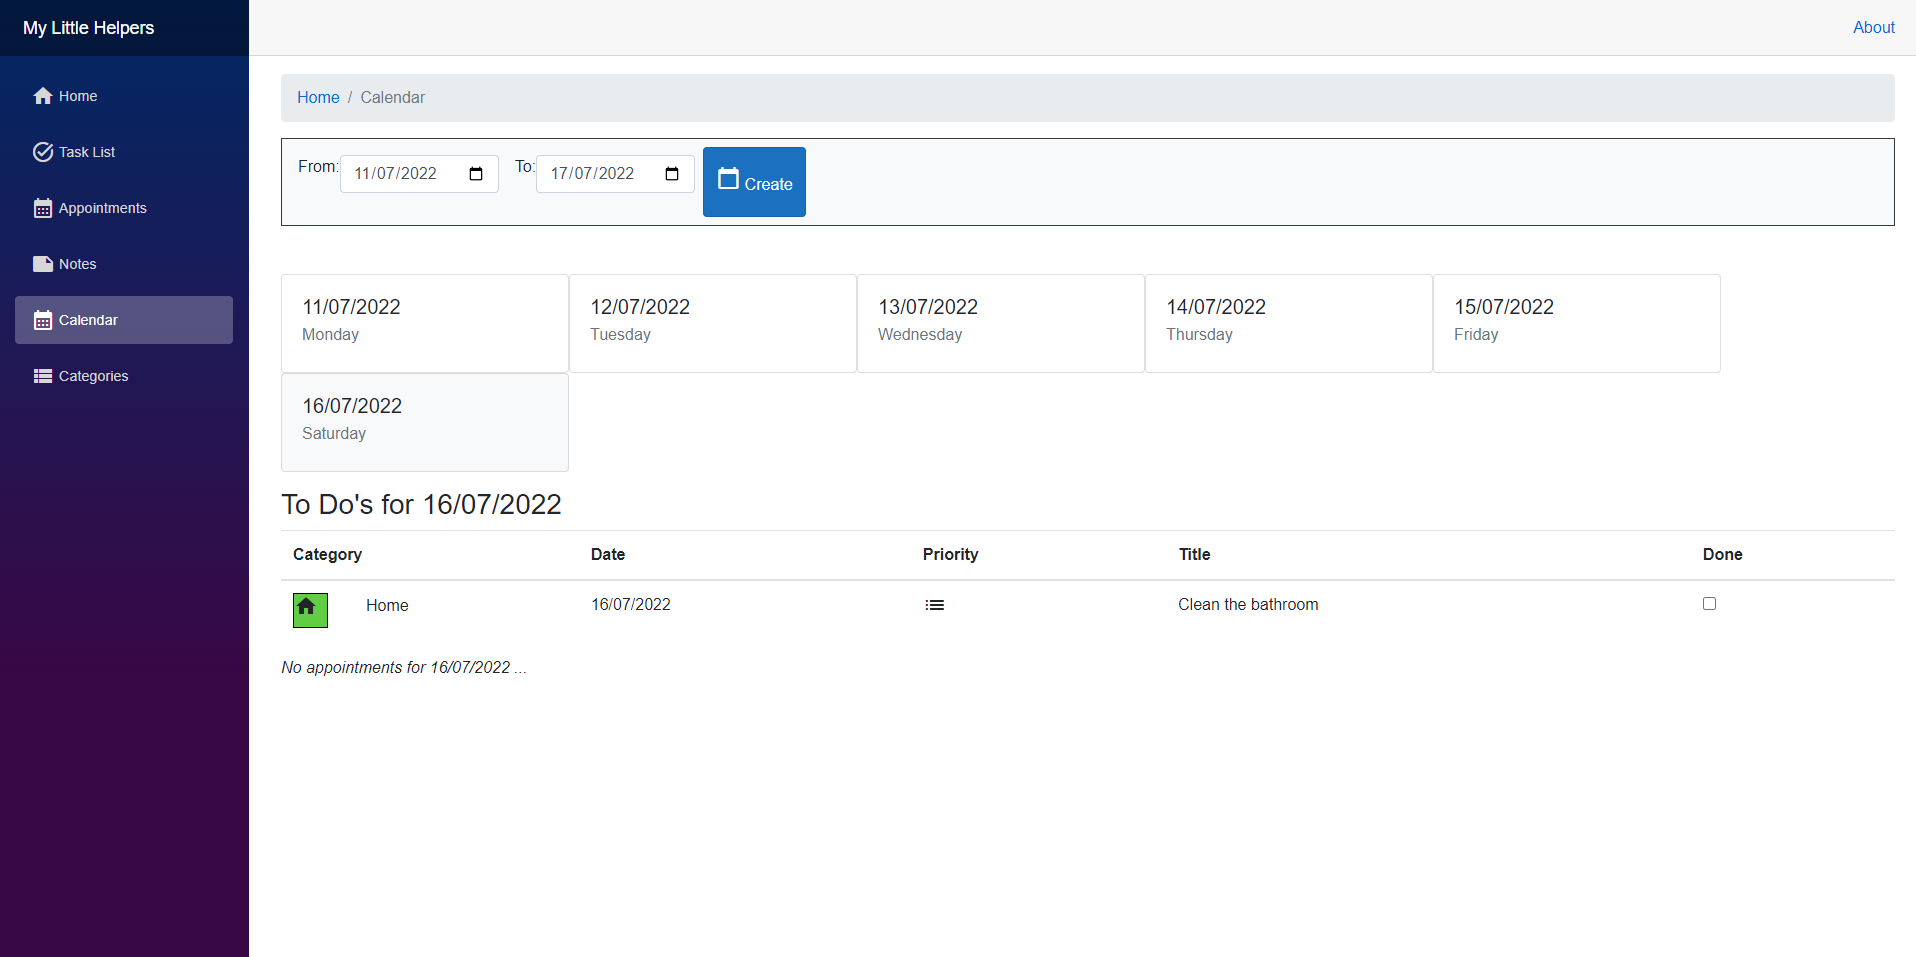 My Little Helpers
About
Home
Task List
Appointments
Notes
Calendar
Categories
Home / Calendar
From: 11/07/2022 To: 17/07/2022 Create
11/07/2022 12/07/2022 13/07/2022 14/07/2022 15/07/2022
Monday Tuesday Wednesday Thursday Friday
16/07/2022
Saturday
To Do's for 16/07/2022
Category Date Priority Title Done
Home 16/07/2022 Clean the bathroom
No appointments for 16/07/2022 ...